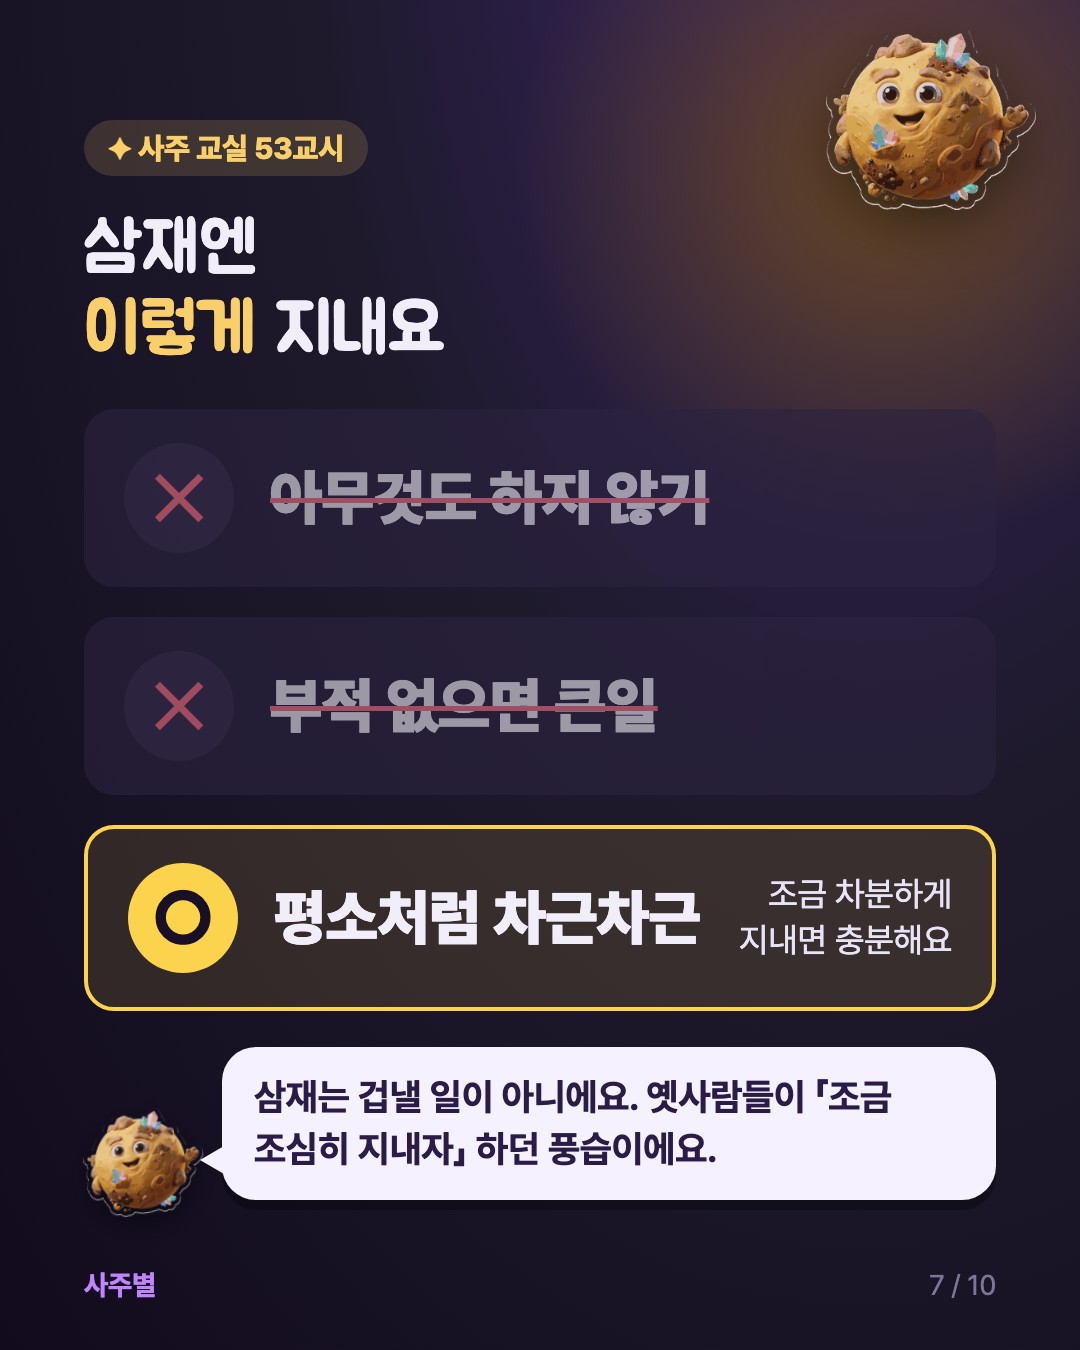 ✦ 사주 교실 53교시
삼재엔
이렇게 지내요
아무것도 하지 않기
부적 없으면 큰일
평소처럼 차근차근
조금 차분하게
지내면 충분해요
삼재는 겁낼 일이 아니에요. 옛사람들이 「조금
조심히 지내자」 하던 풍습이에요.
사주별
7 / 10